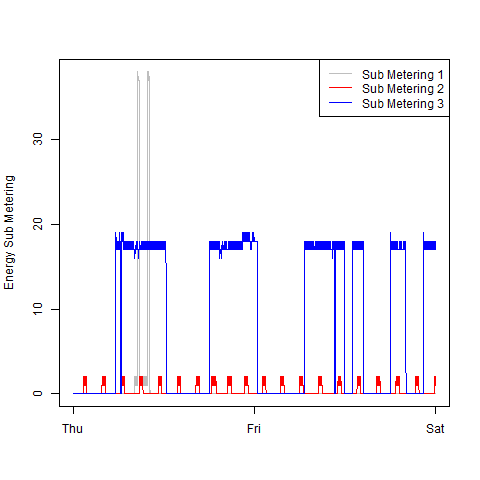 Sub Metering 1
Sub Metering 2
Sub Metering 3
Energy Sub Metering
30
20
10
0
Thu
Fri
Sat